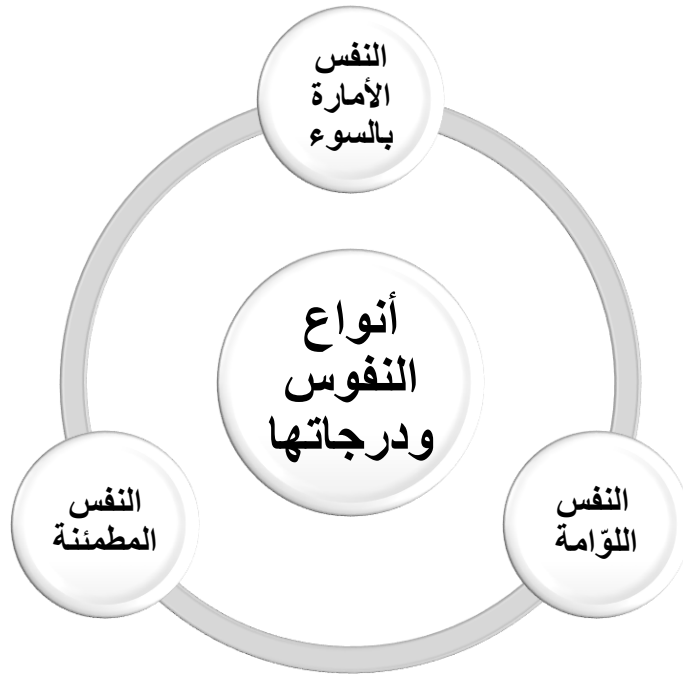 النفس
الأمارة
بالسوء
أنواع
النفوس
ودرجاتها
النفس
اللوّامة
النفس
المطمئنة